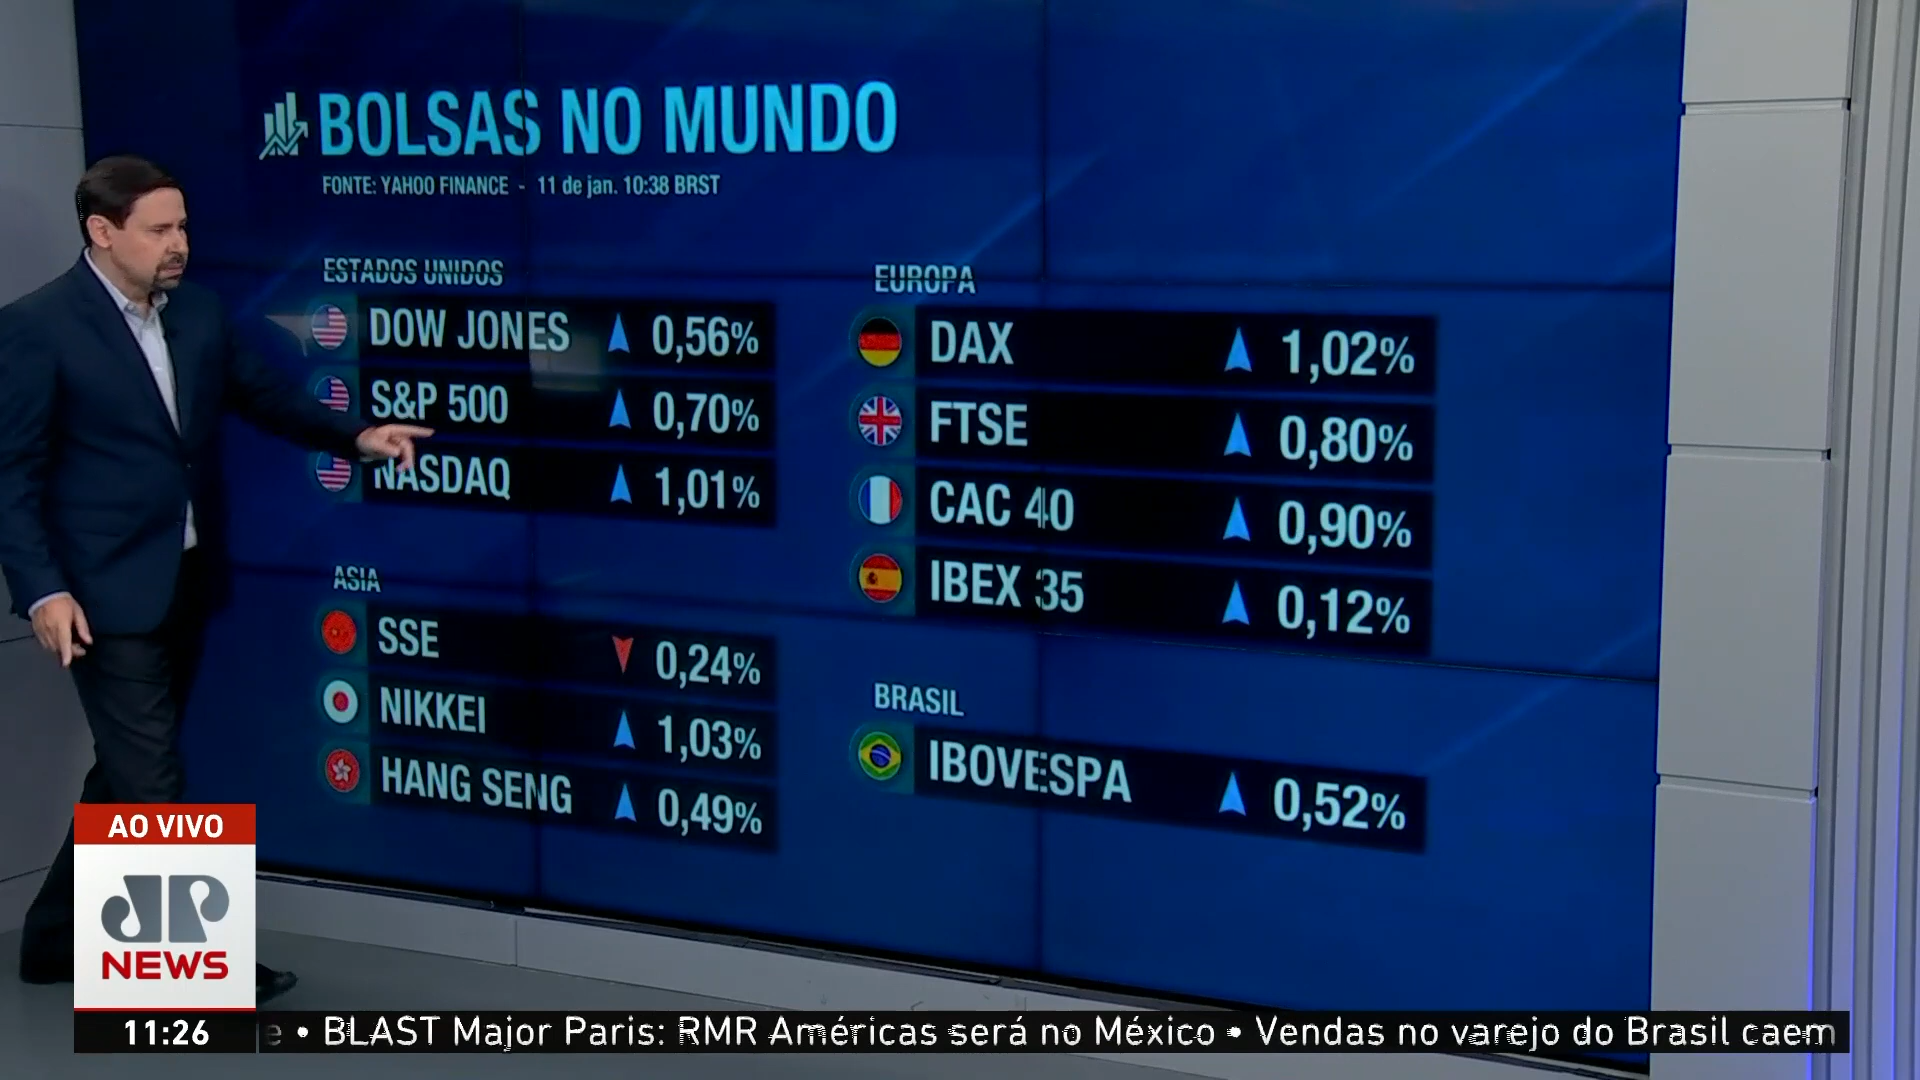 BOLSAS NO MUNDO
FONTE: YAHOO FINANCE - 11 de jan. 10:38 BRST
ESTADOS UNIDOS
DOW JONES 0,56%
S&P 500 0,70%
NASDAQ 1,01%
ASIA
SSE 0,24%
NIKKEI 1,03%
HANG SENG 0,49%
EUROPA
DAX 1,02%
FTSE 0,80%
CAC 40 0,90%
IBEX 35 0,12%
BRASIL
IBOVESPA 0,52%
AO VIVO
JP
NEWS
11:26 e • BLAST Major Paris: RMR Américas será no México • Vendas no varejo do Brasil caem